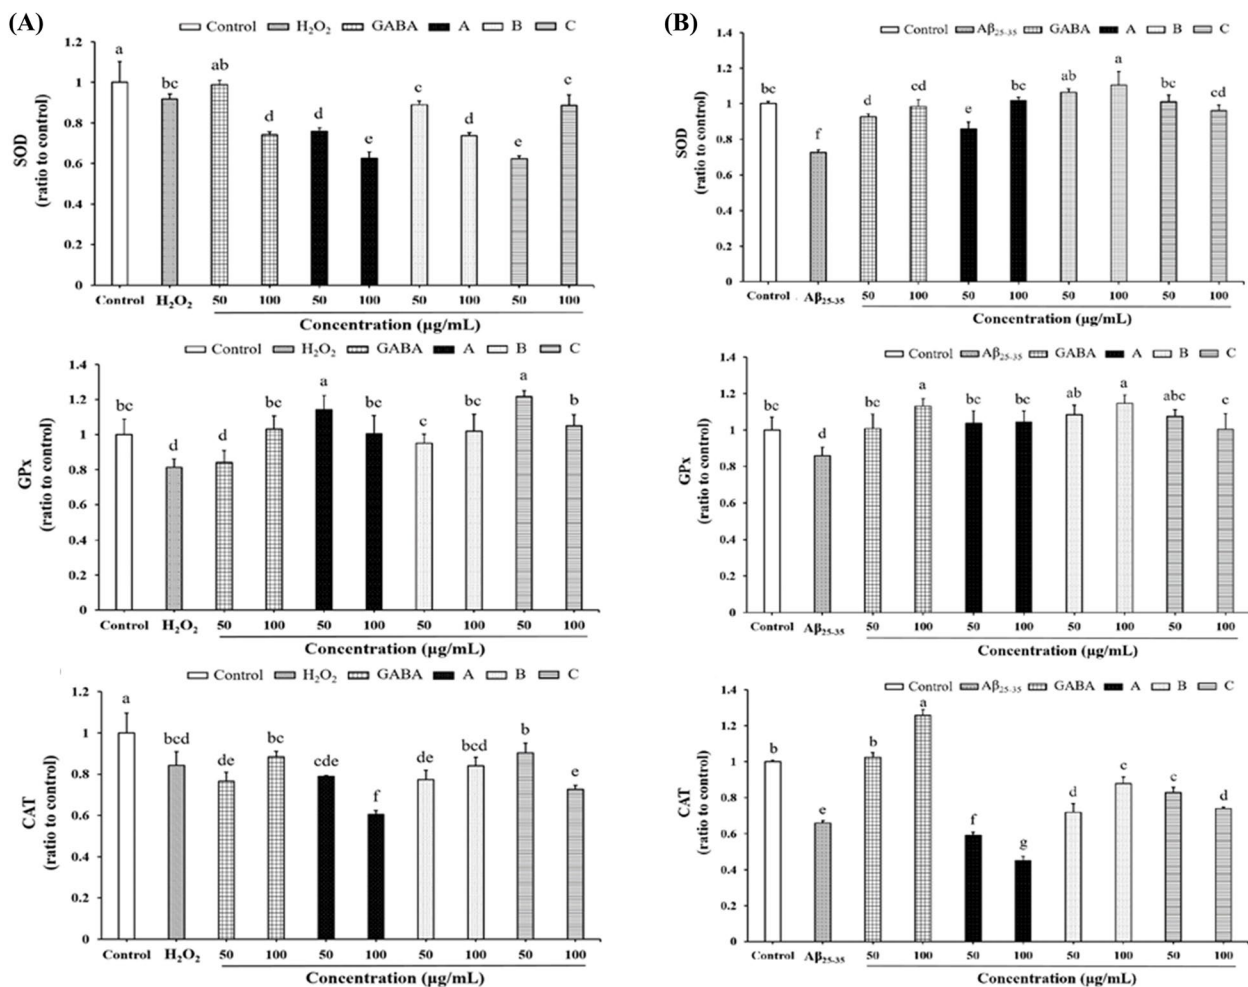 (A)
Control H₂O₂ GABA A B C
SOD
(ratio to control)
1.2
1
0.8
0.6
0.4
0.2
0
a bc ab d d e c d e c
Control H₂O₂ 50 100 50 100 50 100 50 100
Concentration (µg/mL)
Control H₂O₂ GABA A B C
GPx
(ratio to control)
1.4
1.2
1
0.8
0.6
0.4
0.2
0
bc d d bc a bc c bc a b
Control H₂O₂ 50 100 50 100 50 100 50 100
Concentration (µg/mL)
Control H₂O₂ GABA A B C
CAT
(ratio to control)
1.2
1
0.8
0.6
0.4
0.2
0
a bcd de bc cde f de bcd b e
Control H₂O₂ 50 100 50 100 50 100 50 100
Concentration (µg/mL)
(B)
Control Aβ₂₅₋₃₅ GABA A B C
SOD
(ratio to control)
1.4
1.2
1
0.8
0.6
0.4
0.2
0
bc f d cd e bc ab a bc cd
Control Aβ₂₅₋₃₅ 50 100 50 100 50 100 50 100
Concentration (µg/mL)
Control Aβ₂₅₋₃₅ GABA A B C
GPx
(ratio to control)
1.4
1.2
1
0.8
0.6
0.4
0.2
0
bc d bc a bc bc ab a abc c
Control Aβ₂₅₋₃₅ 50 100 50 100 50 100 50 100
Concentration (µg/mL)
Control Aβ₂₅₋₃₅ GABA A B C
CAT
(ratio to control)
1.4
1.2
1
0.8
0.6
0.4
0.2
0
b e b a f g d c c d
Control Aβ₂₅₋₃₅ 50 100 50 100 50 100 50 100
Concentration (µg/mL)